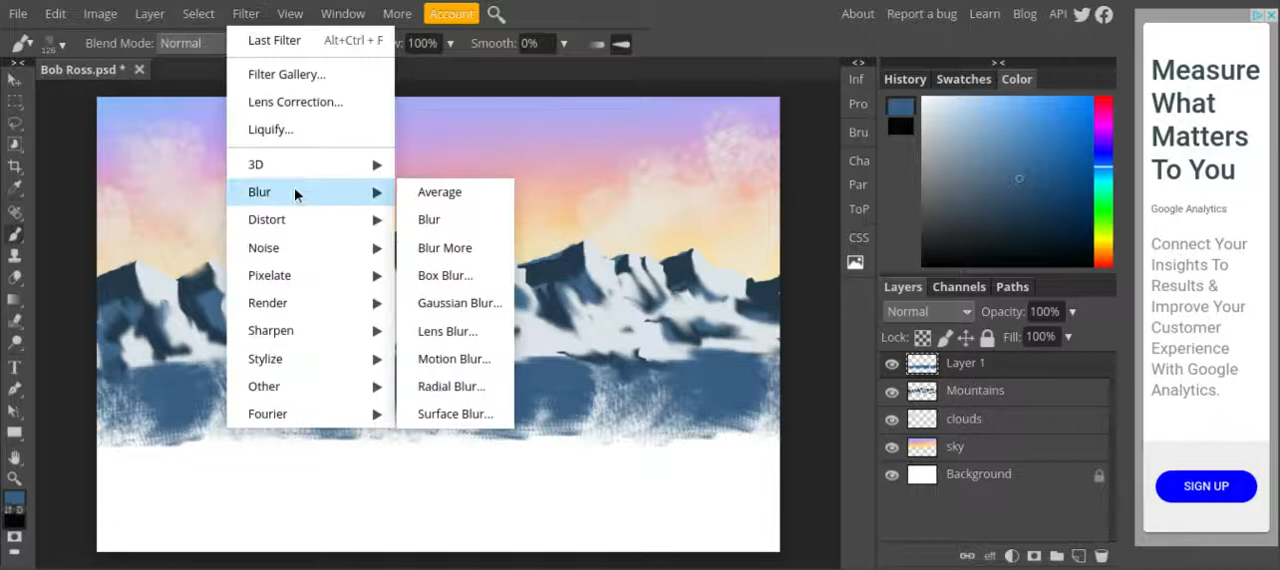 File Edit Image Layer Select Filter View Window More Account About Report a bug Learn Blog API
126 Blend Mode: Normal 100% Smooth: 0%
Bob Ross.psd *
Last Filter Alt+Ctrl + F
Filter Gallery...
Lens Correction...
Liquify...
3D
Blur
Distort
Noise
Pixelate
Render
Sharpen
Stylize
Other
Fourier
Average
Blur
Blur More
Box Blur...
Gaussian Blur...
Lens Blur...
Motion Blur...
Radial Blur...
Surface Blur...
Inf
Pro
Bru
Cha
Par
ToP
CSS
History Swatches Color
Layers Channels Paths
Normal Opacity: 100%
Lock: Fill: 100%
Layer 1
Mountains
clouds
sky
Background
eff
D
Measure
What
Matters
To You
Google Analytics
Connect Your
Insights To
Results &
Improve Your
Customer
Experience
With Google
Analytics.
SIGN UP